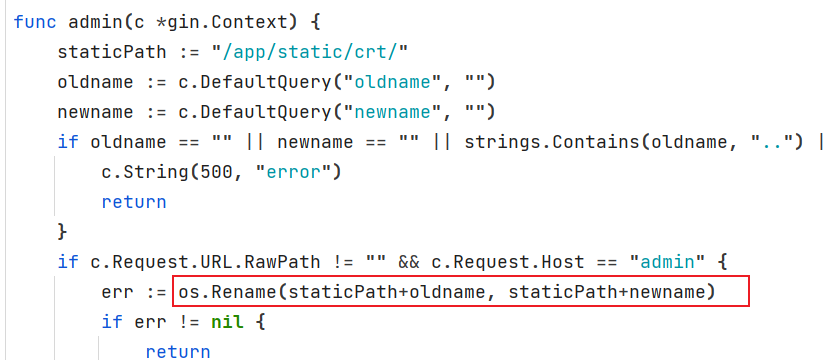 func admin(c *gin.Context) {
    staticPath := "/app/static/crt/"
    oldname := c.DefaultQuery("oldname", "")
    newname := c.DefaultQuery("newname", "")
    if oldname == "" || newname == "" || strings.Contains(oldname, "..") |
        c.String(500, "error")
        return
    }
    if c.Request.URL.RawPath != "" && c.Request.Host == "admin" {
        err := os.Rename(staticPath+oldname, staticPath+newname)
        if err != nil {
            return